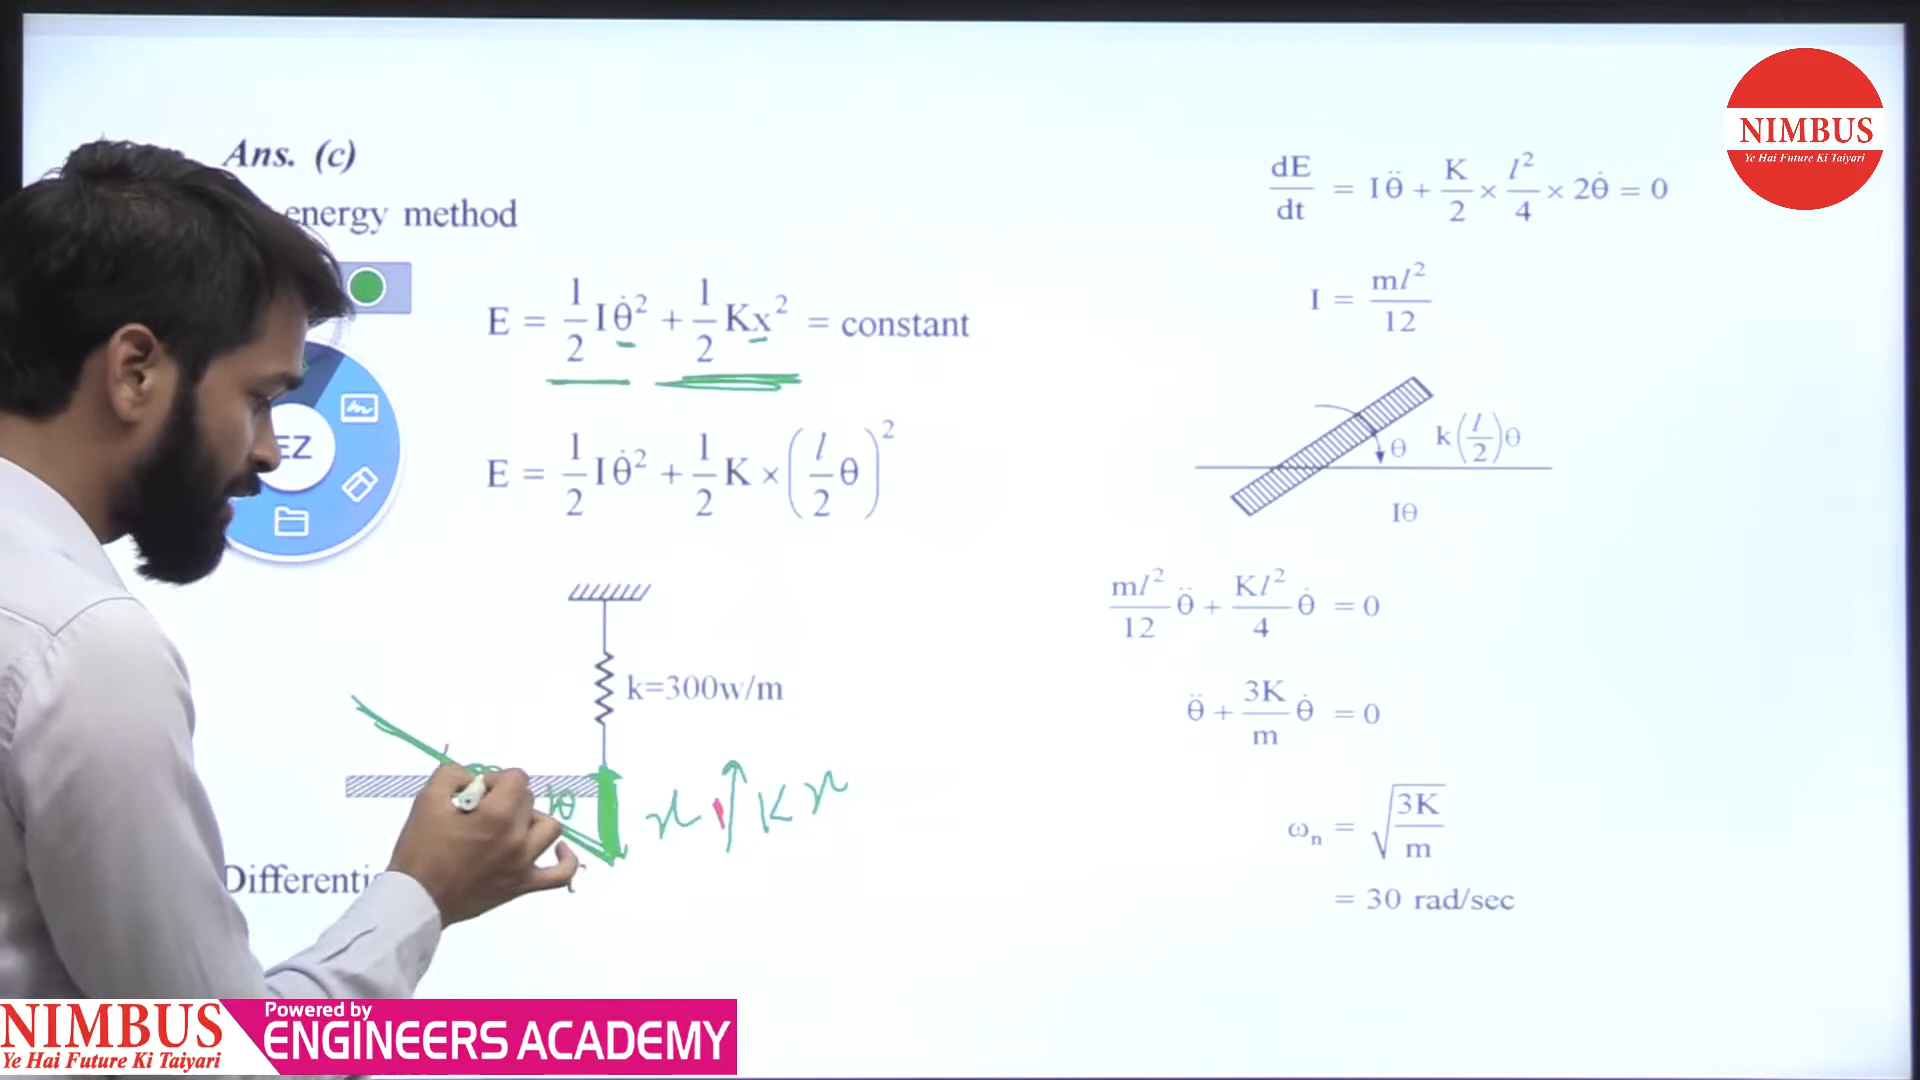 NIMBUS
Ye Hai Future Ki Taiyari
Ans. (c)
energy method
E = 1/2 Iθ̇² + 1/2 Kx² = constant
E = 1/2 Iθ̇² + 1/2 K × (l/2 θ)²
EZ
k=300w/m
θ
x
Kx
Differenti
dE/dt = Iθ̈ + K/2 × l²/4 × 2θ̇ = 0
I = ml²/12
θ k(l/2)θ
Iθ
ml²/12 θ̈ + Kl²/4 θ̇ = 0
θ̈ + 3K/m θ̇ = 0
ωₙ = √(3K/m)
= 30 rad/sec
NIMBUS
Ye Hai Future Ki Taiyari
Powered by
ENGINEERS ACADEMY